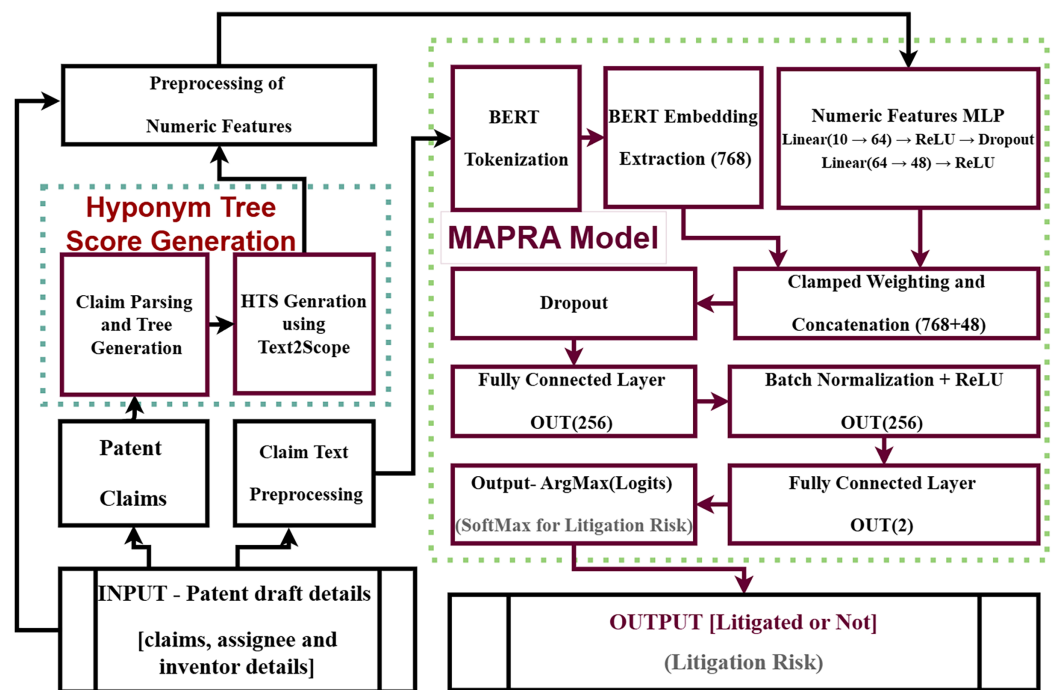 Preprocessing of
Numeric Features
Hyponym Tree
Score Generation
Claim Parsing
and Tree
Generation
HTS Genration
using
Text2Scope
Patent
Claims
Claim Text
Preprocessing
INPUT - Patent draft details
[claims, assignee and
inventor details]
BERT
Tokenization
BERT Embedding
Extraction (768)
Numeric Features MLP
Linear(10 → 64) → ReLU → Dropout
Linear(64 → 48) → ReLU
MAPRA Model
Clamped Weighting and
Concatenation (768+48)
Dropout
Fully Connected Layer
OUT(256)
Batch Normalization + ReLU
OUT(256)
Fully Connected Layer
OUT(2)
Output- ArgMax(Logits)
(SoftMax for Litigation Risk)
OUTPUT [Litigated or Not]
(Litigation Risk)